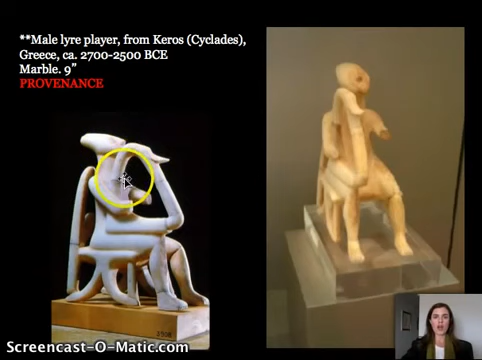 **Male lyre player, from Keros (Cyclades),
Greece, ca. 2700-2500 BCE
Marble. 9"
PROVENANCE
Screencast-O-Matic.com